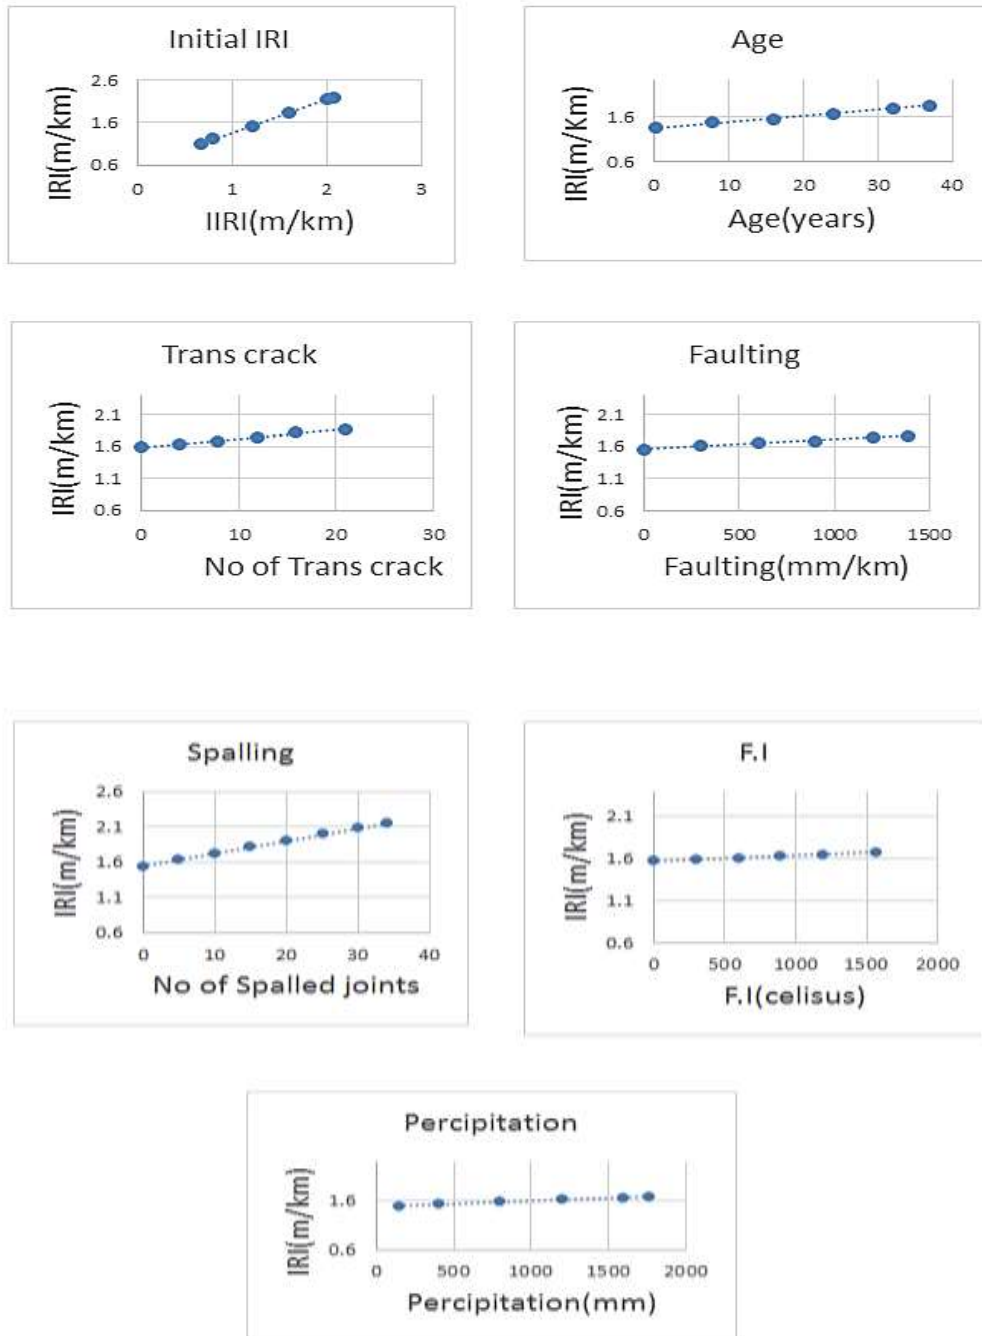 Initial IRI
IRI(m/km)
2.6
1.6
0.6
0 1 2 3
IIRI(m/km)
Age
IRI(m/Km)
1.6
0.6
0 10 20 30 40
Age(years)
Trans crack
IRI(m/km)
2.1
1.6
1.1
0.6
0 10 20 30
No of Trans crack
Faulting
IRI(m/km)
2.1
1.6
1.1
0.6
0 500 1000 1500
Faulting(mm/km)
Spalling
IRI(m/km)
2.6
2.1
1.6
1.1
0.6
0 10 20 30 40
No of Spalled joints
F.I
IRI(m/km)
2.1
1.6
1.1
0.6
0 500 1000 1500 2000
F.I(celisus)
Percipitation
IRI(m/km)
1.6
0.6
0 500 1000 1500 2000
Percipitation(mm)